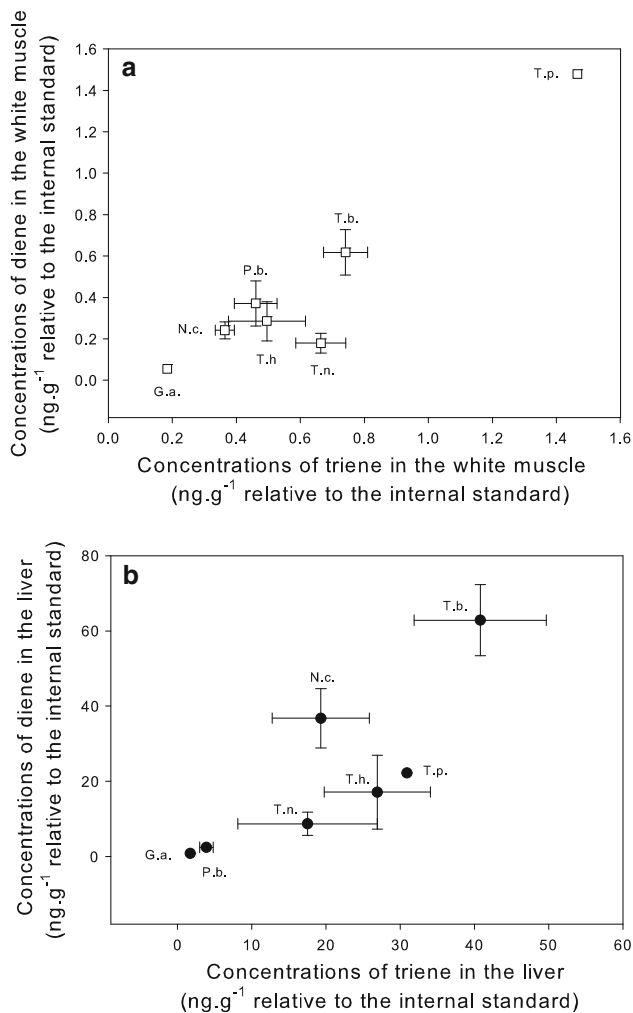 Concentrations of diene in the white muscle
(ng.g⁻¹ relative to the internal standard)
a
1.6
1.4
1.2
1.0
0.8
0.6
0.4
0.2
0.0
T.p.
T.b.
P.b.
N.c.
T.h
T.n.
G.a.
0.0 0.2 0.4 0.6 0.8 1.0 1.2 1.4 1.6
Concentrations of triene in the white muscle
(ng.g⁻¹ relative to the internal standard)
Concentrations of diene in the liver
(ng.g⁻¹ relative to the internal standard)
b
80
60
40
20
0
T.b.
N.c.
T.p.
T.h.
T.n.
G.a.
P.b.
0 10 20 30 40 50 60
Concentrations of triene in the liver
(ng.g⁻¹ relative to the internal standard)